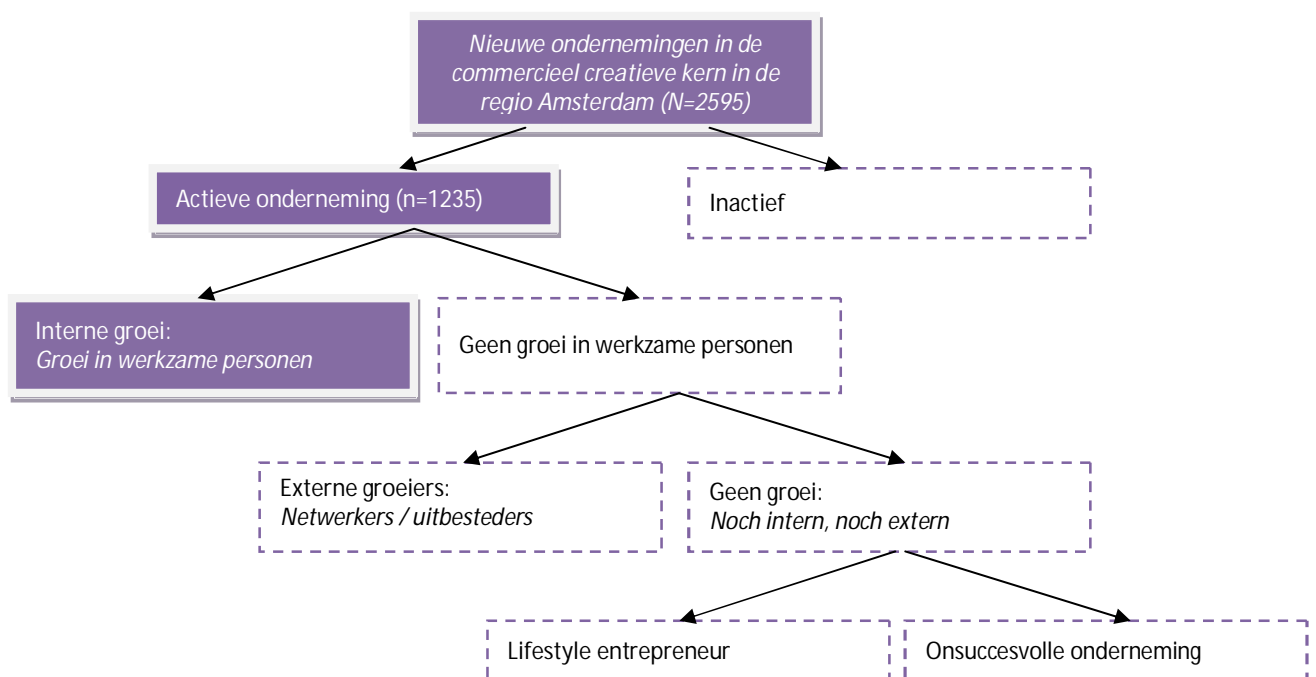 Nieuwe ondernemingen in de
commercieel creatieve kern in de
regio Amsterdam (N=2595)
Actieve onderneming (n=1235)
Inactief
Interne groei:
Groei in werkzame personen
Geen groei in werkzame personen
Externe groeiers:
Netwerkers / uitbesteders
Geen groei:
Noch intern, noch extern
Lifestyle entrepreneur
Onsuccesvolle onderneming